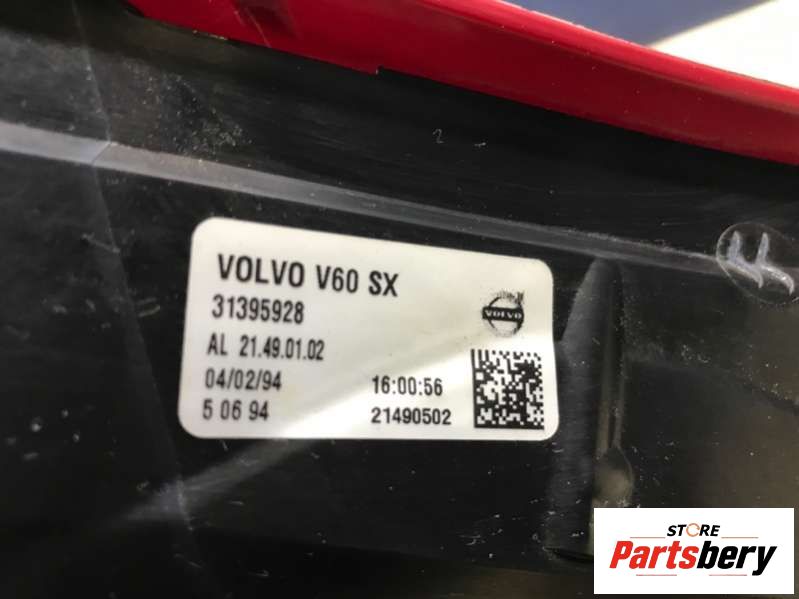 VOLVO V60 SX
31395928
VOLVO
AL 21.49.01.02
04/02/94 16:00:56
5 06 94 21490502
STORE
Partsbery